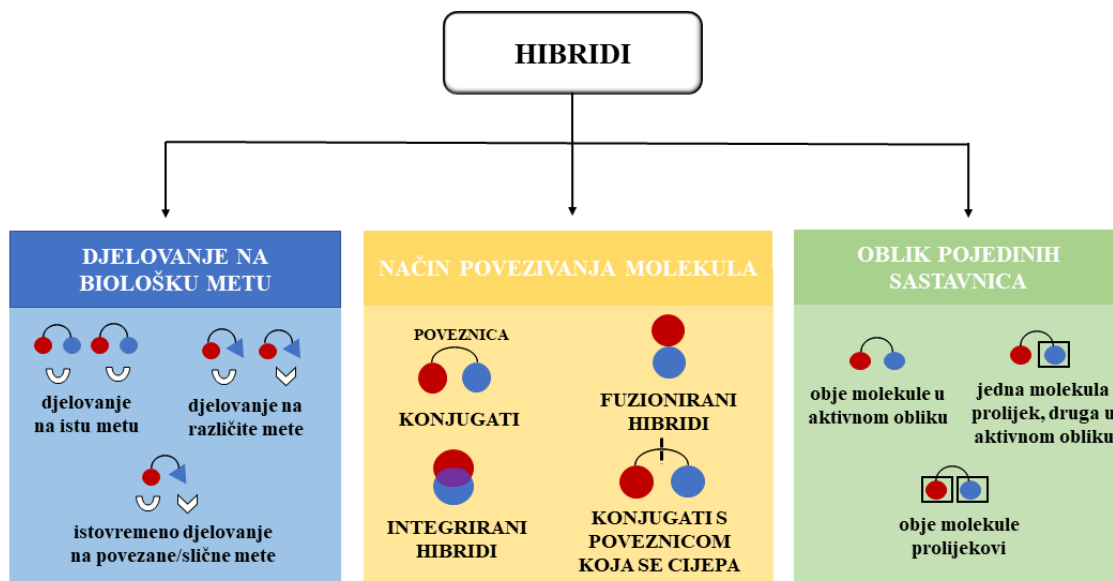 HIBRIDI
DJELOVANJE NA
BIOLOŠKU METU
djelovanje
na istu metu
djelovanje na
različite mete
istovremeno djelovanje
na povezane/slične mete
NAČIN POVEZIVANJA MOLEKULA
POVEZNICA
KONJUGATI
FUZIONIRANI
HIBRIDI
INTEGRIRANI
HIBRIDI
KONJUGATI S
POVEZNICOM
KOJA SE CIJEPA
OBLIK POJEDINIH
SASTAVNICA
obje molekule u
aktivnom obliku
jedna molekula
prolijek, druga u
aktivnom obliku
obje molekule
prolijekovi